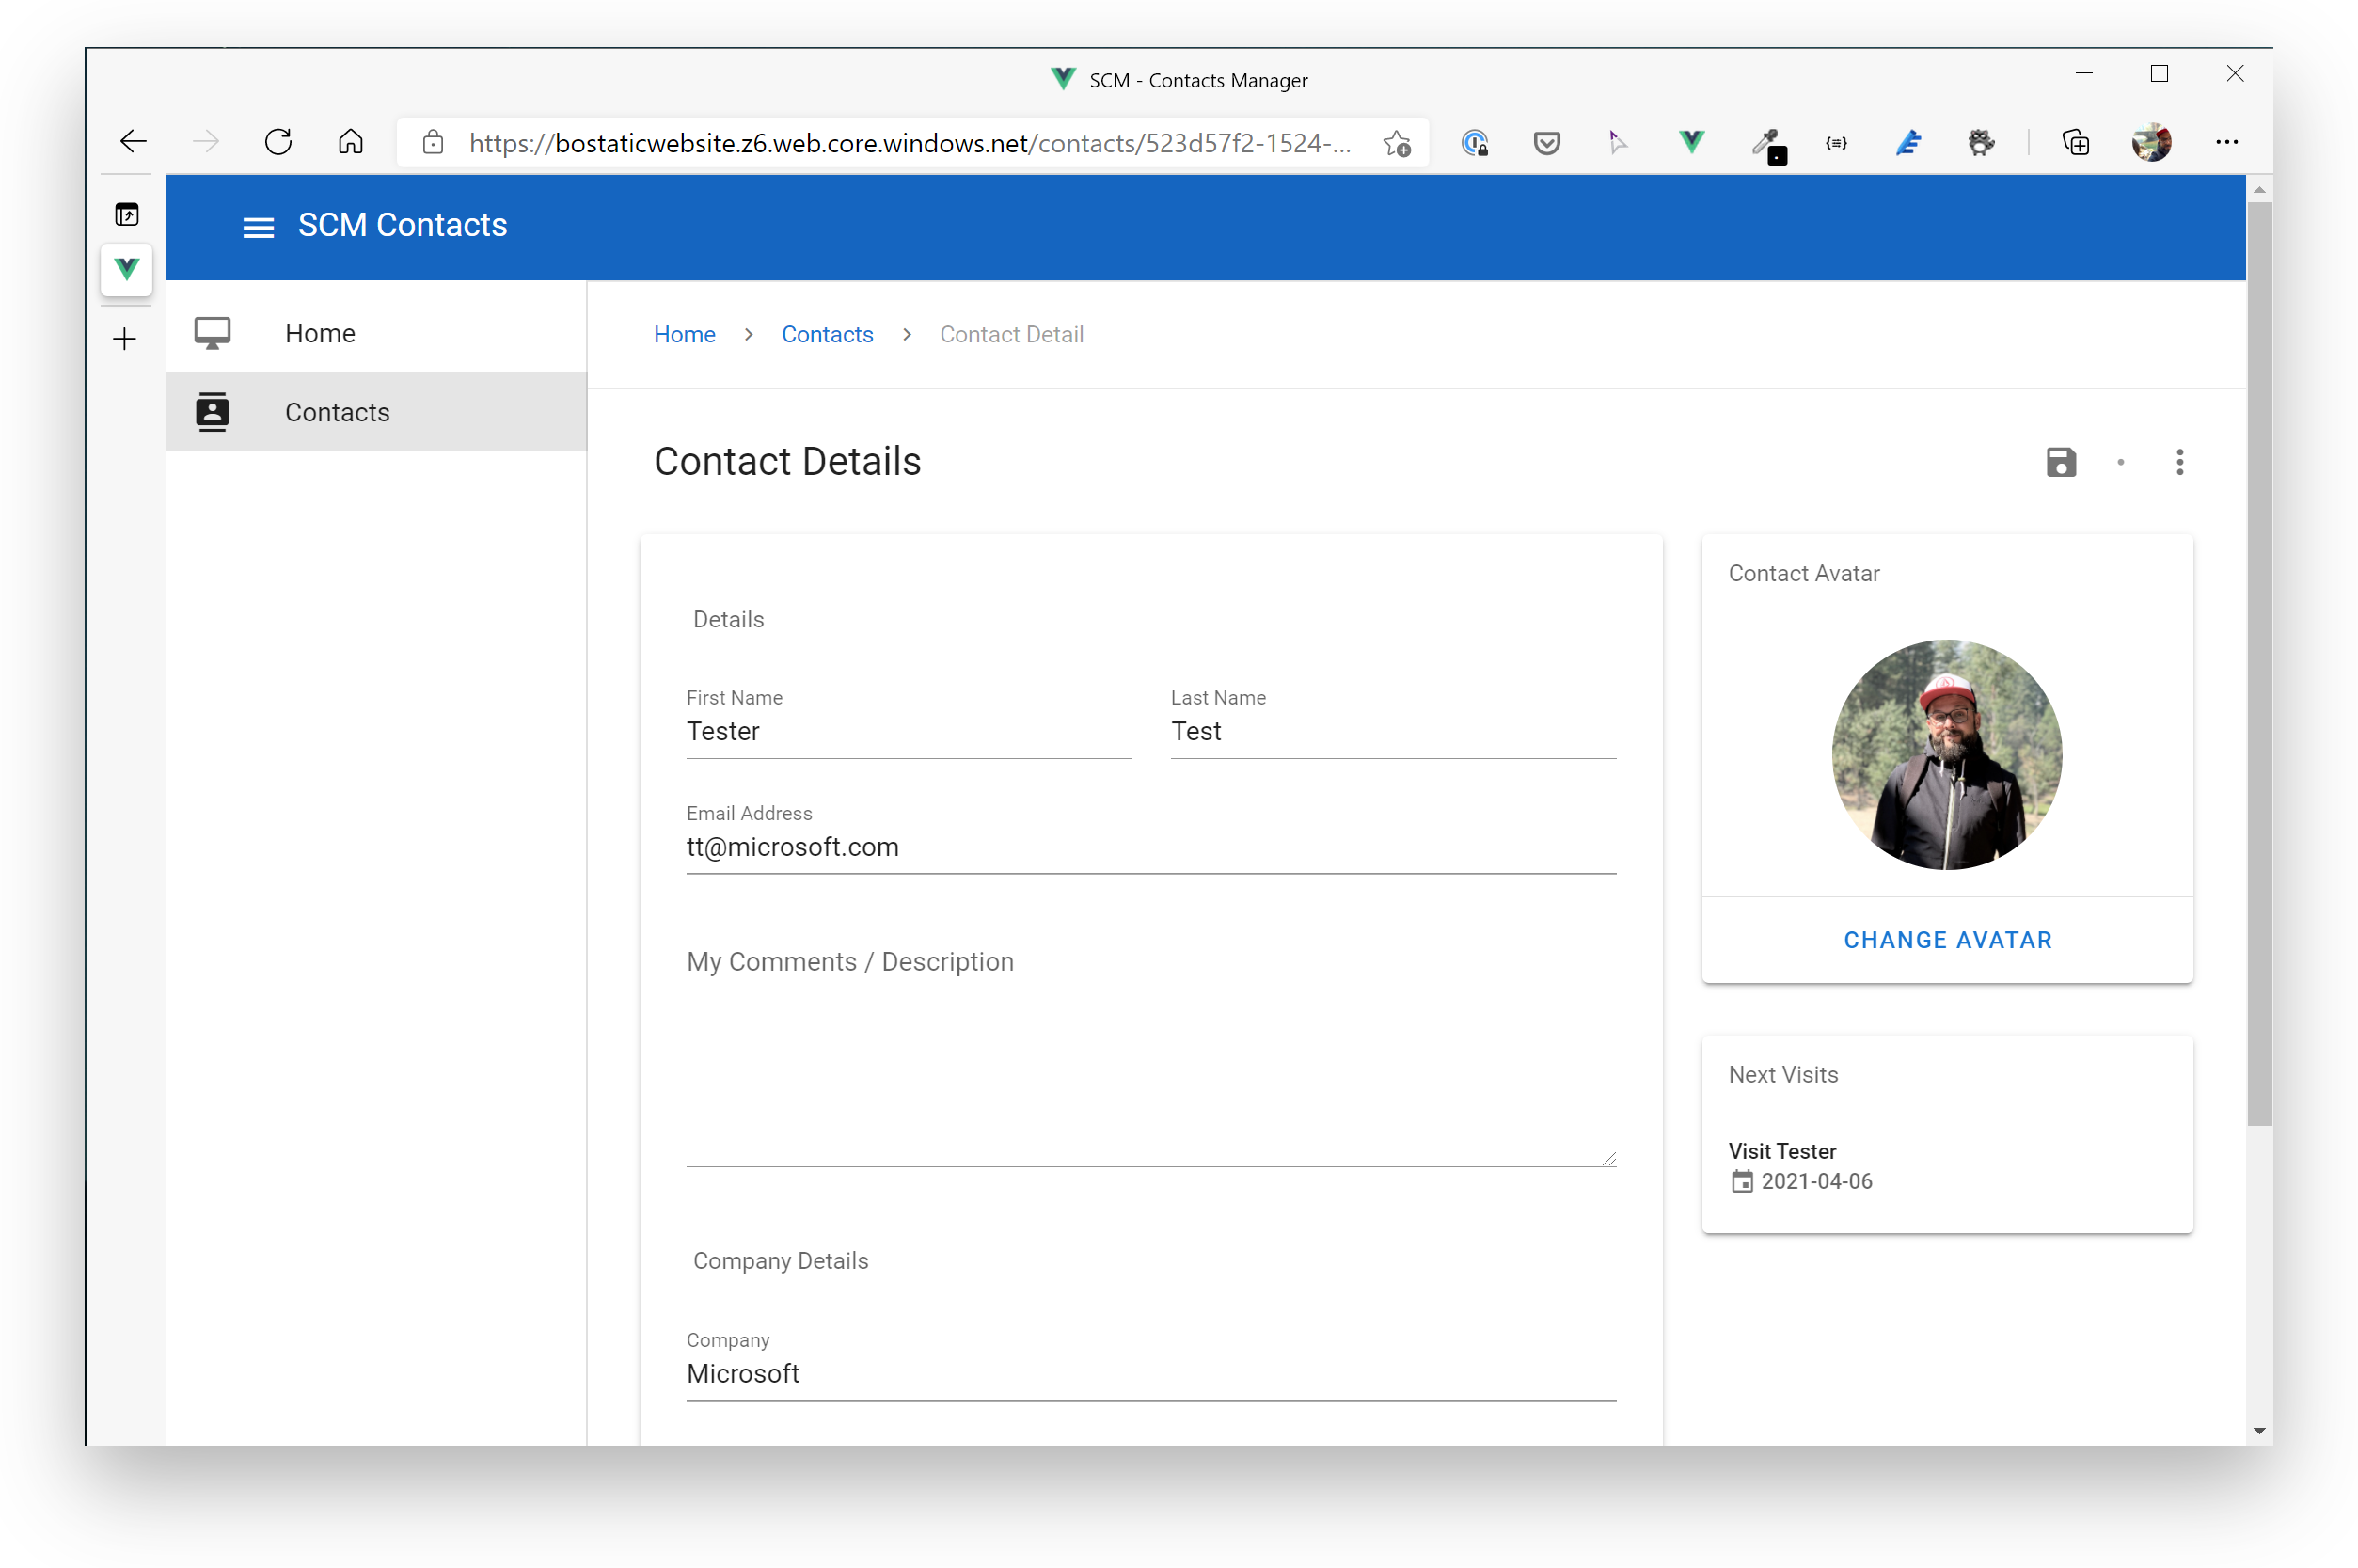 SCM - Contacts Manager
https://bostaticwebsite.z6.web.core.windows.net/contacts/523d57f2-1524-...
SCM Contacts
Home
Contacts
Home > Contacts > Contact Detail
Contact Details
Details
First Name
Tester
Last Name
Test
Email Address
tt@microsoft.com
My Comments / Description
Company Details
Company
Microsoft
Contact Avatar
CHANGE AVATAR
Next Visits
Visit Tester
2021-04-06